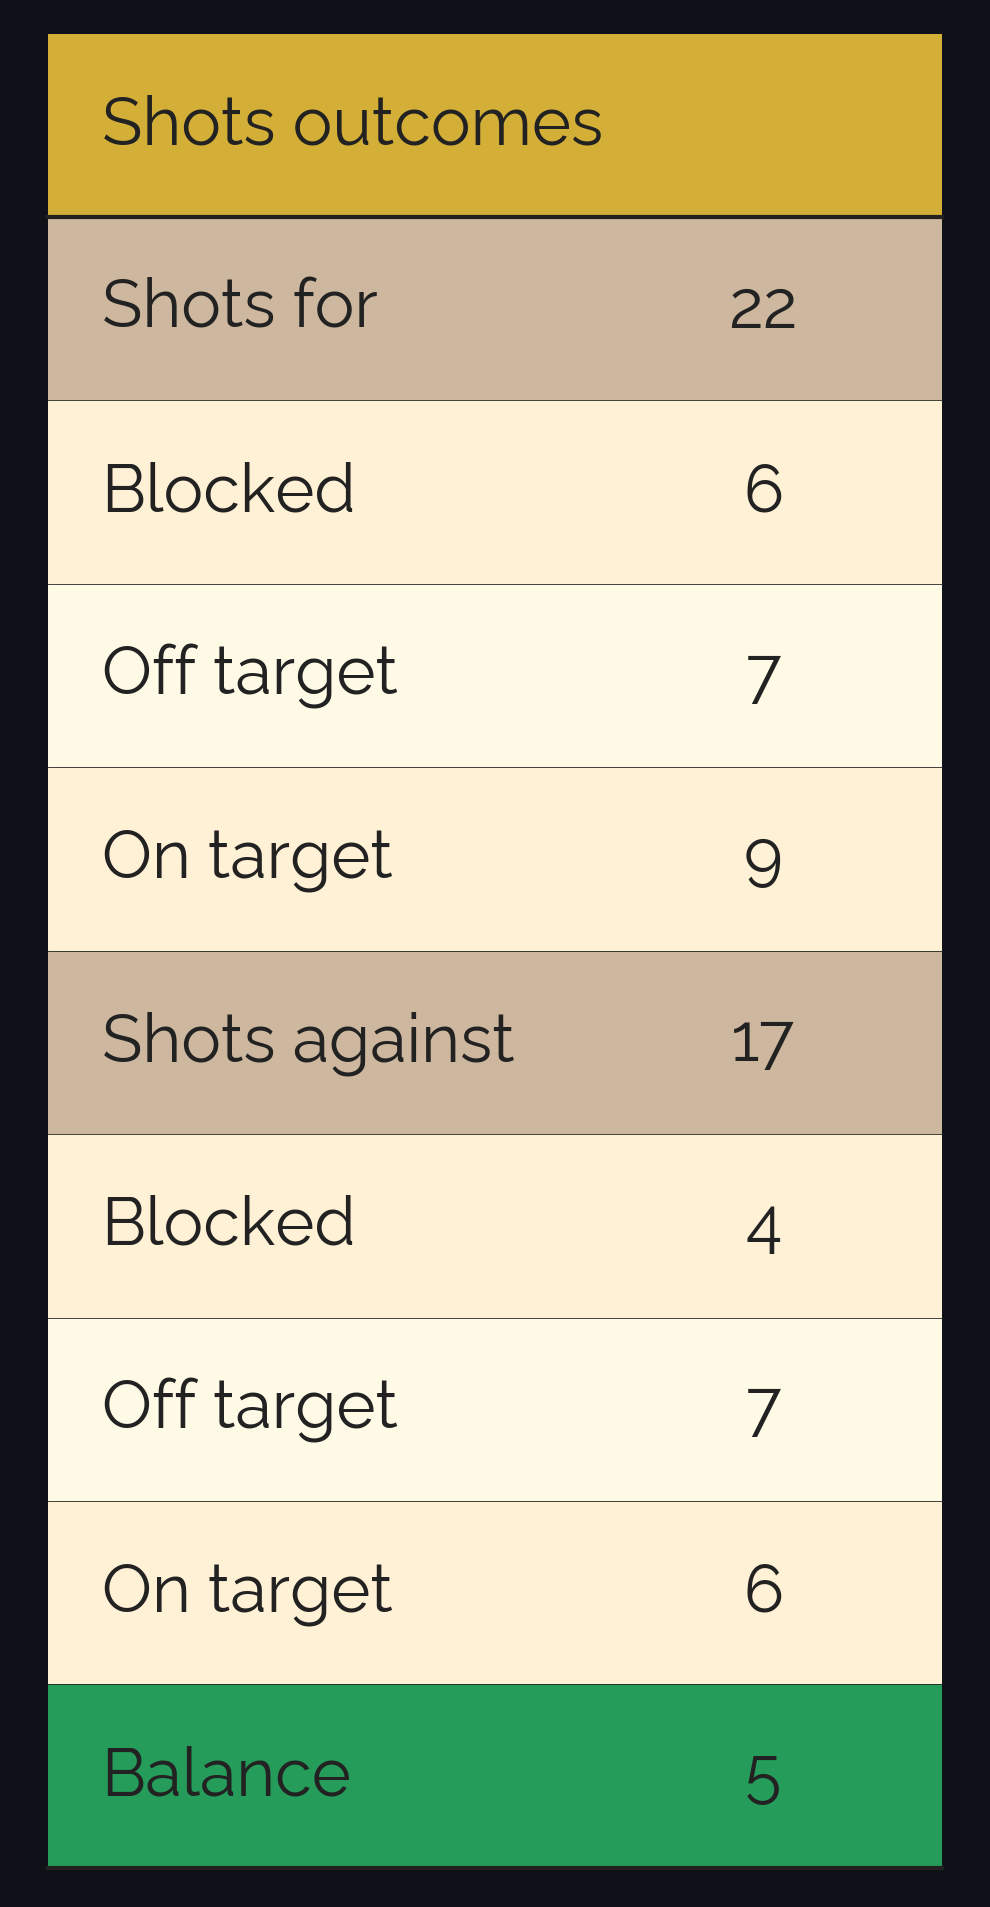 Shots outcomes
Shots for 22
Blocked 6
Off target 7
On target 9
Shots against 17
Blocked 4
Off target 7
On target 6
Balance 5